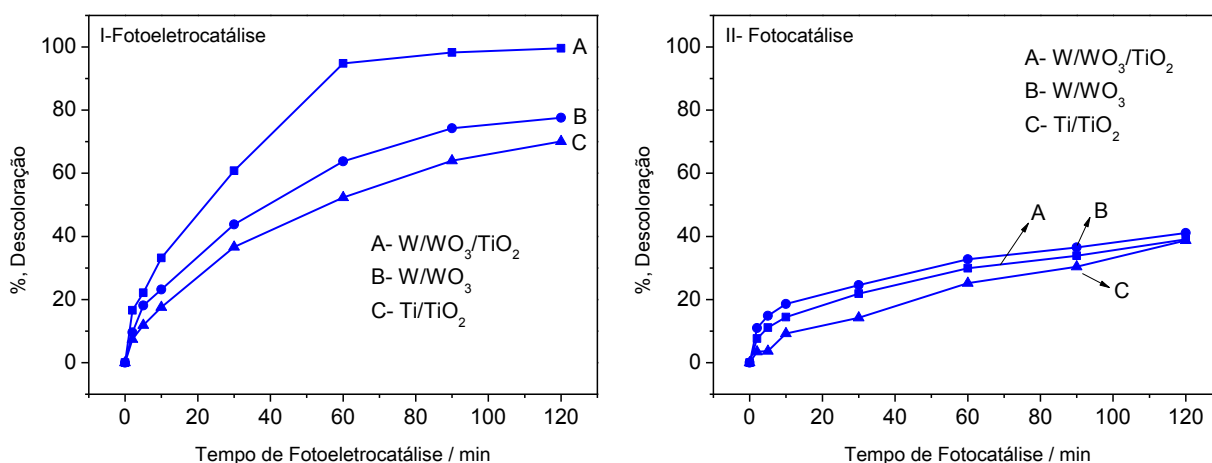 I-Fotoeletrocatálise
%, Descoloração
100
80
60
40
20
0
A
B
C
A- W/WO₃/TiO₂
B- W/WO₃
C- Ti/TiO₂
0 20 40 60 80 100 120
Tempo de Fotoeletrocatálise / min
II- Fotocatálise
%, Descoloração
100
80
60
40
20
0
A- W/WO₃/TiO₂
B- W/WO₃
C- Ti/TiO₂
A
B
C
0 20 40 60 80 100 120
Tempo de Fotocatálise / min